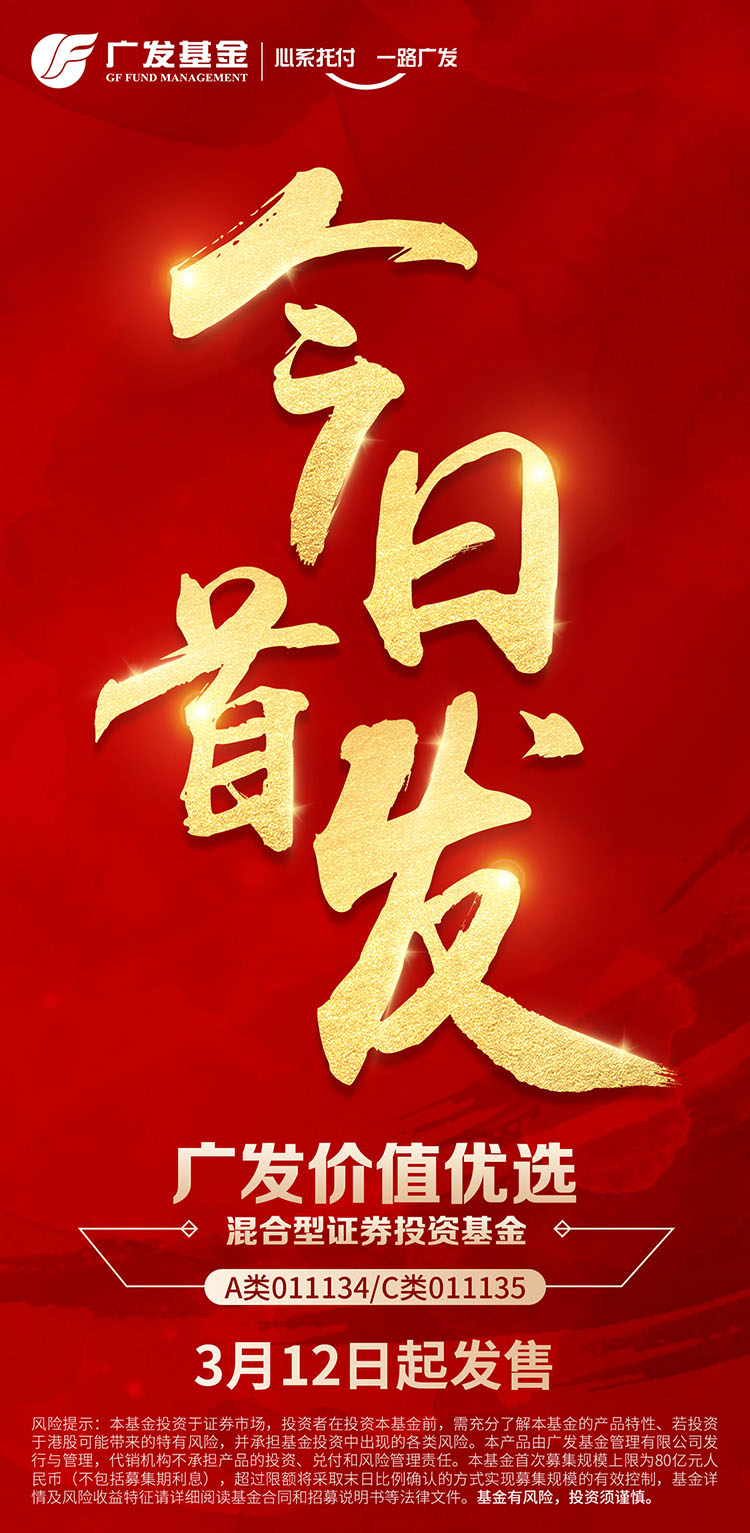 广发基金
GF FUND MANAGEMENT
心系托付 一路广发
今日
首发
广发价值优选
混合型证券投资基金
A类011134/C类011135
3月12日起发售
风险提示：本基金投资于证券市场，投资者在投资本基金前，需充分了解本基金的产品特性、若投资
于港股可能带来的特有风险，并承担基金投资中出现的各类风险。本产品由广发基金管理有限公司发
行与管理，代销机构不承担产品的投资、兑付和风险管理责任。本基金首次募集规模上限为80亿元人
民币（不包括募集期利息），超过限额将采取末日比例确认的方式实现募集规模的有效控制，基金详
情及风险收益特征请详细阅读基金合同和招募说明书等法律文件。基金有风险，投资须谨慎。